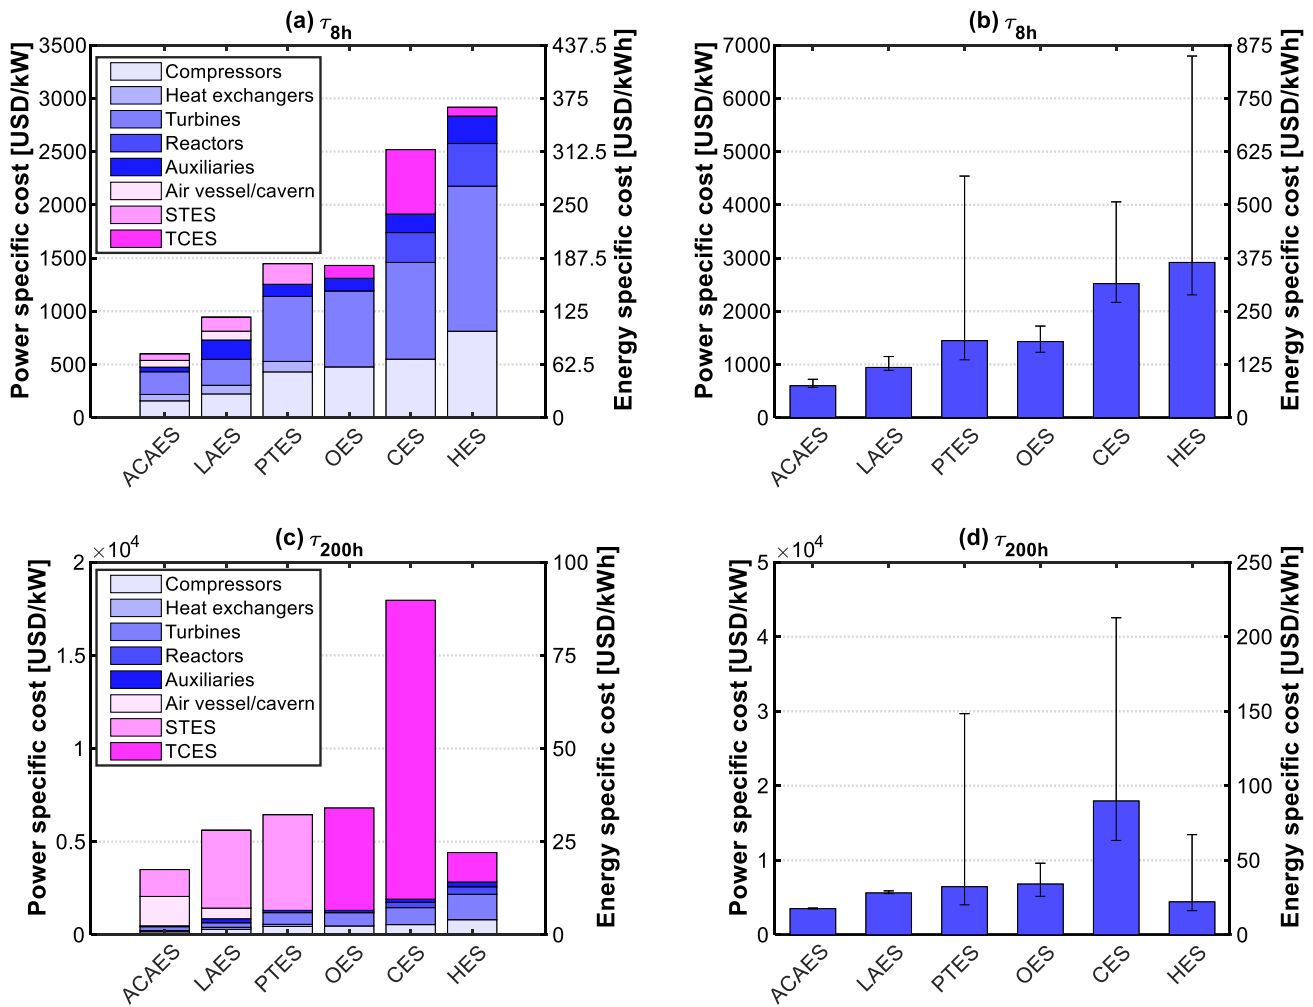 (a) τ8h
Power specific cost [USD/kW]
3500
3000
2500
2000
1500
1000
500
0
Compressors
Heat exchangers
Turbines
Reactors
Auxiliaries
Air vessel/cavern
STES
TCES
437.5
375
312.5
250
187.5
125
62.5
0
Energy specific cost [USD/kWh]
ACAES
LAES
PTES
OES
CES
HES
(b) τ8h
Power specific cost [USD/kW]
7000
6000
5000
4000
3000
2000
1000
0
875
750
625
500
375
250
125
0
Energy specific cost [USD/kWh]
ACAES
LAES
PTES
OES
CES
HES
(c) τ200h
×10⁴
Power specific cost [USD/kW]
2
1.5
1
0.5
0
Compressors
Heat exchangers
Turbines
Reactors
Auxiliaries
Air vessel/cavern
STES
TCES
100
75
50
25
0
Energy specific cost [USD/kWh]
ACAES
LAES
PTES
OES
CES
HES
(d) τ200h
×10⁴
Power specific cost [USD/kW]
5
4
3
2
1
0
250
200
150
100
50
0
Energy specific cost [USD/kWh]
ACAES
LAES
PTES
OES
CES
HES